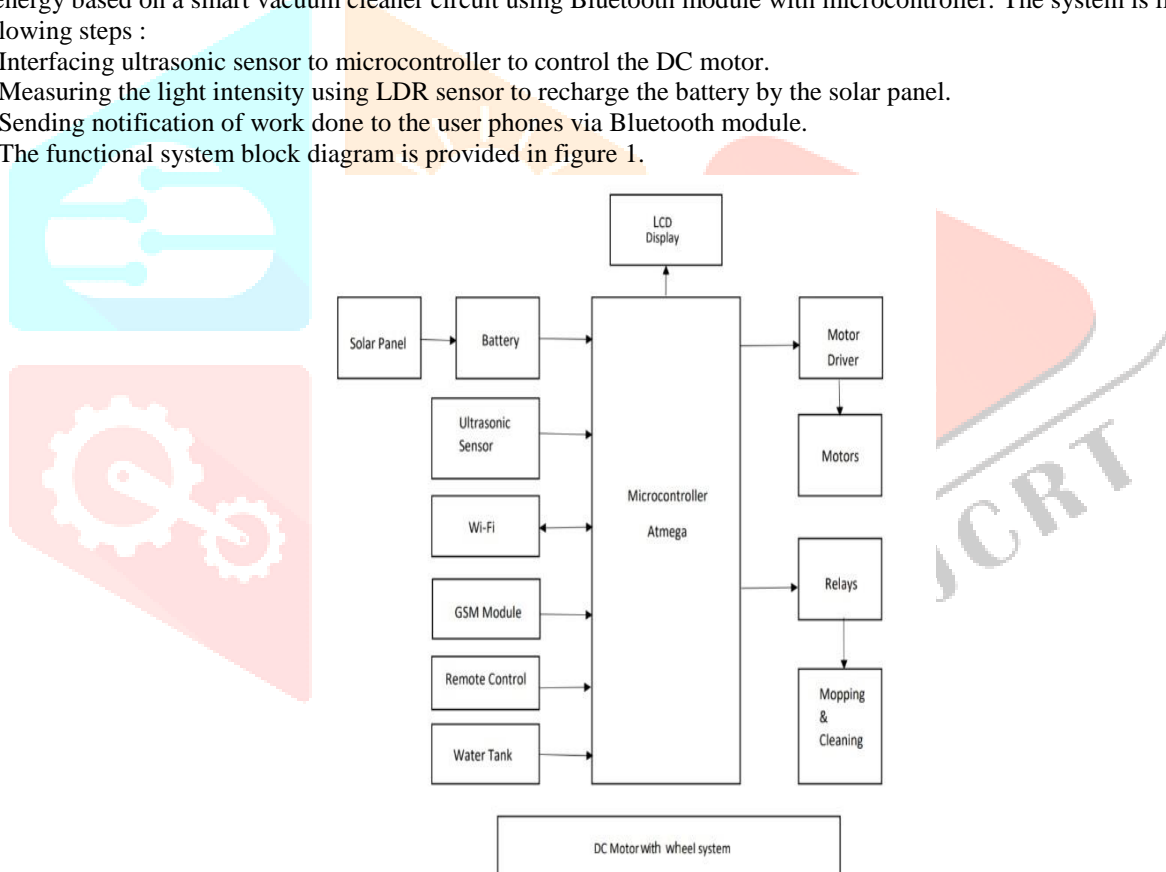 energy based on a smart vacuum cleaner circuit using Bluetooth module with microcontroller. The system is
lowing steps :
Interfacing ultrasonic sensor to microcontroller to control the DC motor.
Measuring the light intensity using LDR sensor to recharge the battery by the solar panel.
Sending notification of work done to the user phones via Bluetooth module.
The functional system block diagram is provided in figure 1.
LCD
Display
Solar Panel
Battery
Motor
Driver
Ultrasonic
Sensor
Motors
Microcontroller
Atmega
Wi-Fi
Relays
GSM Module
Remote Control
Mopping
&
Cleaning
Water Tank
DC Motor with wheel system
JCRT